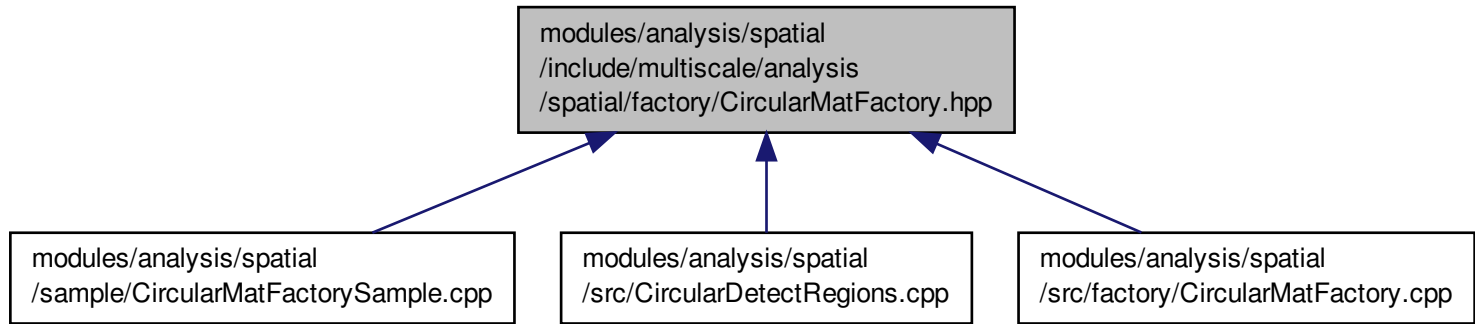 modules/analysis/spatial
/include/multiscale/analysis
/spatial/factory/CircularMatFactory.hpp
modules/analysis/spatial
/sample/CircularMatFactorySample.cpp
modules/analysis/spatial
/src/CircularDetectRegions.cpp
modules/analysis/spatial
/src/factory/CircularMatFactory.cpp